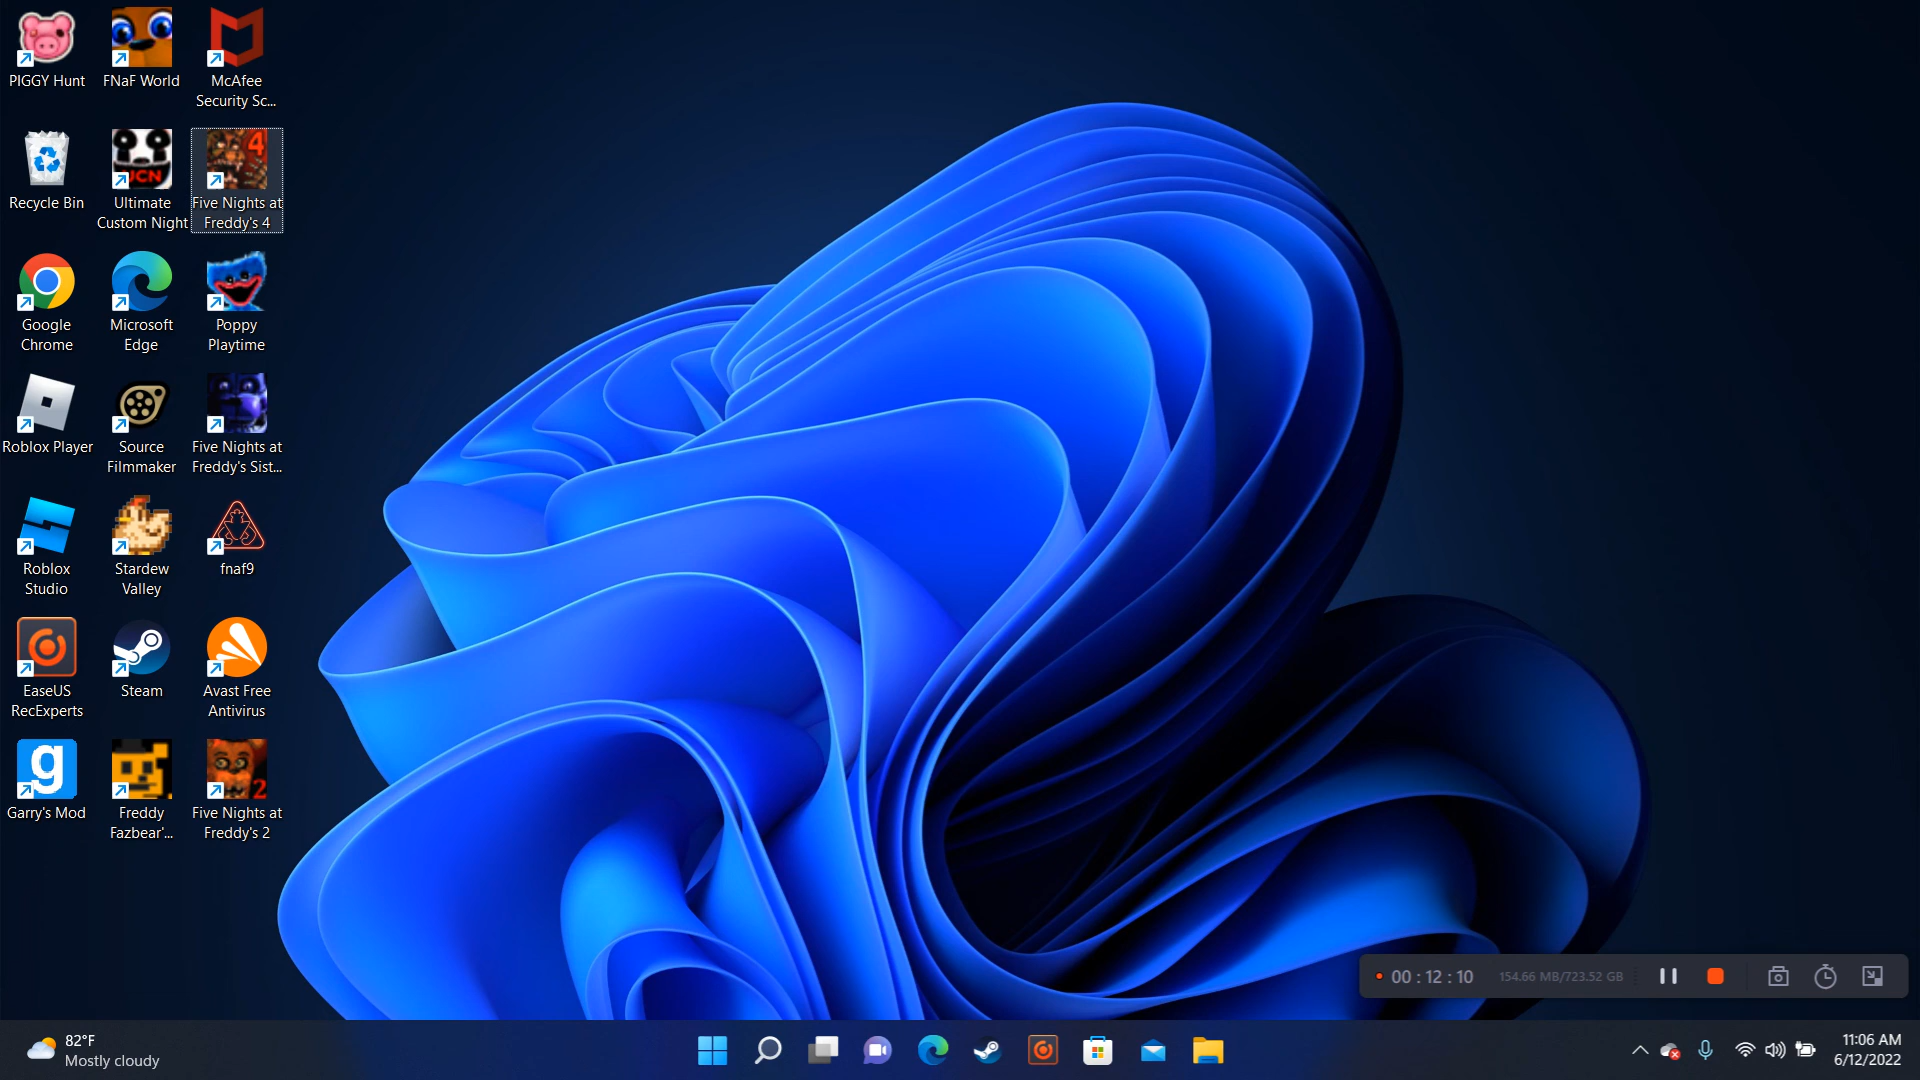 PIGGY Hunt
FNaF World
McAfee
Security Sc...
Recycle Bin
UCN
Ultimate
Custom Night
4
Five Nights at
Freddy's 4
Google
Chrome
Microsoft
Edge
Poppy
Playtime
Roblox Player
Source
Filmmaker
Five Nights at
Freddy's Sist...
Roblox
Studio
Stardew
Valley
fnaf9
EaseUS
RecExperts
Steam
Avast Free
Antivirus
g
Garry's Mod
Freddy
Fazbear'...
2
Five Nights at
Freddy's 2
00 : 12 : 10
154.66 MB/723.52 GB
82°F
Mostly cloudy
11:06 AM
6/12/2022